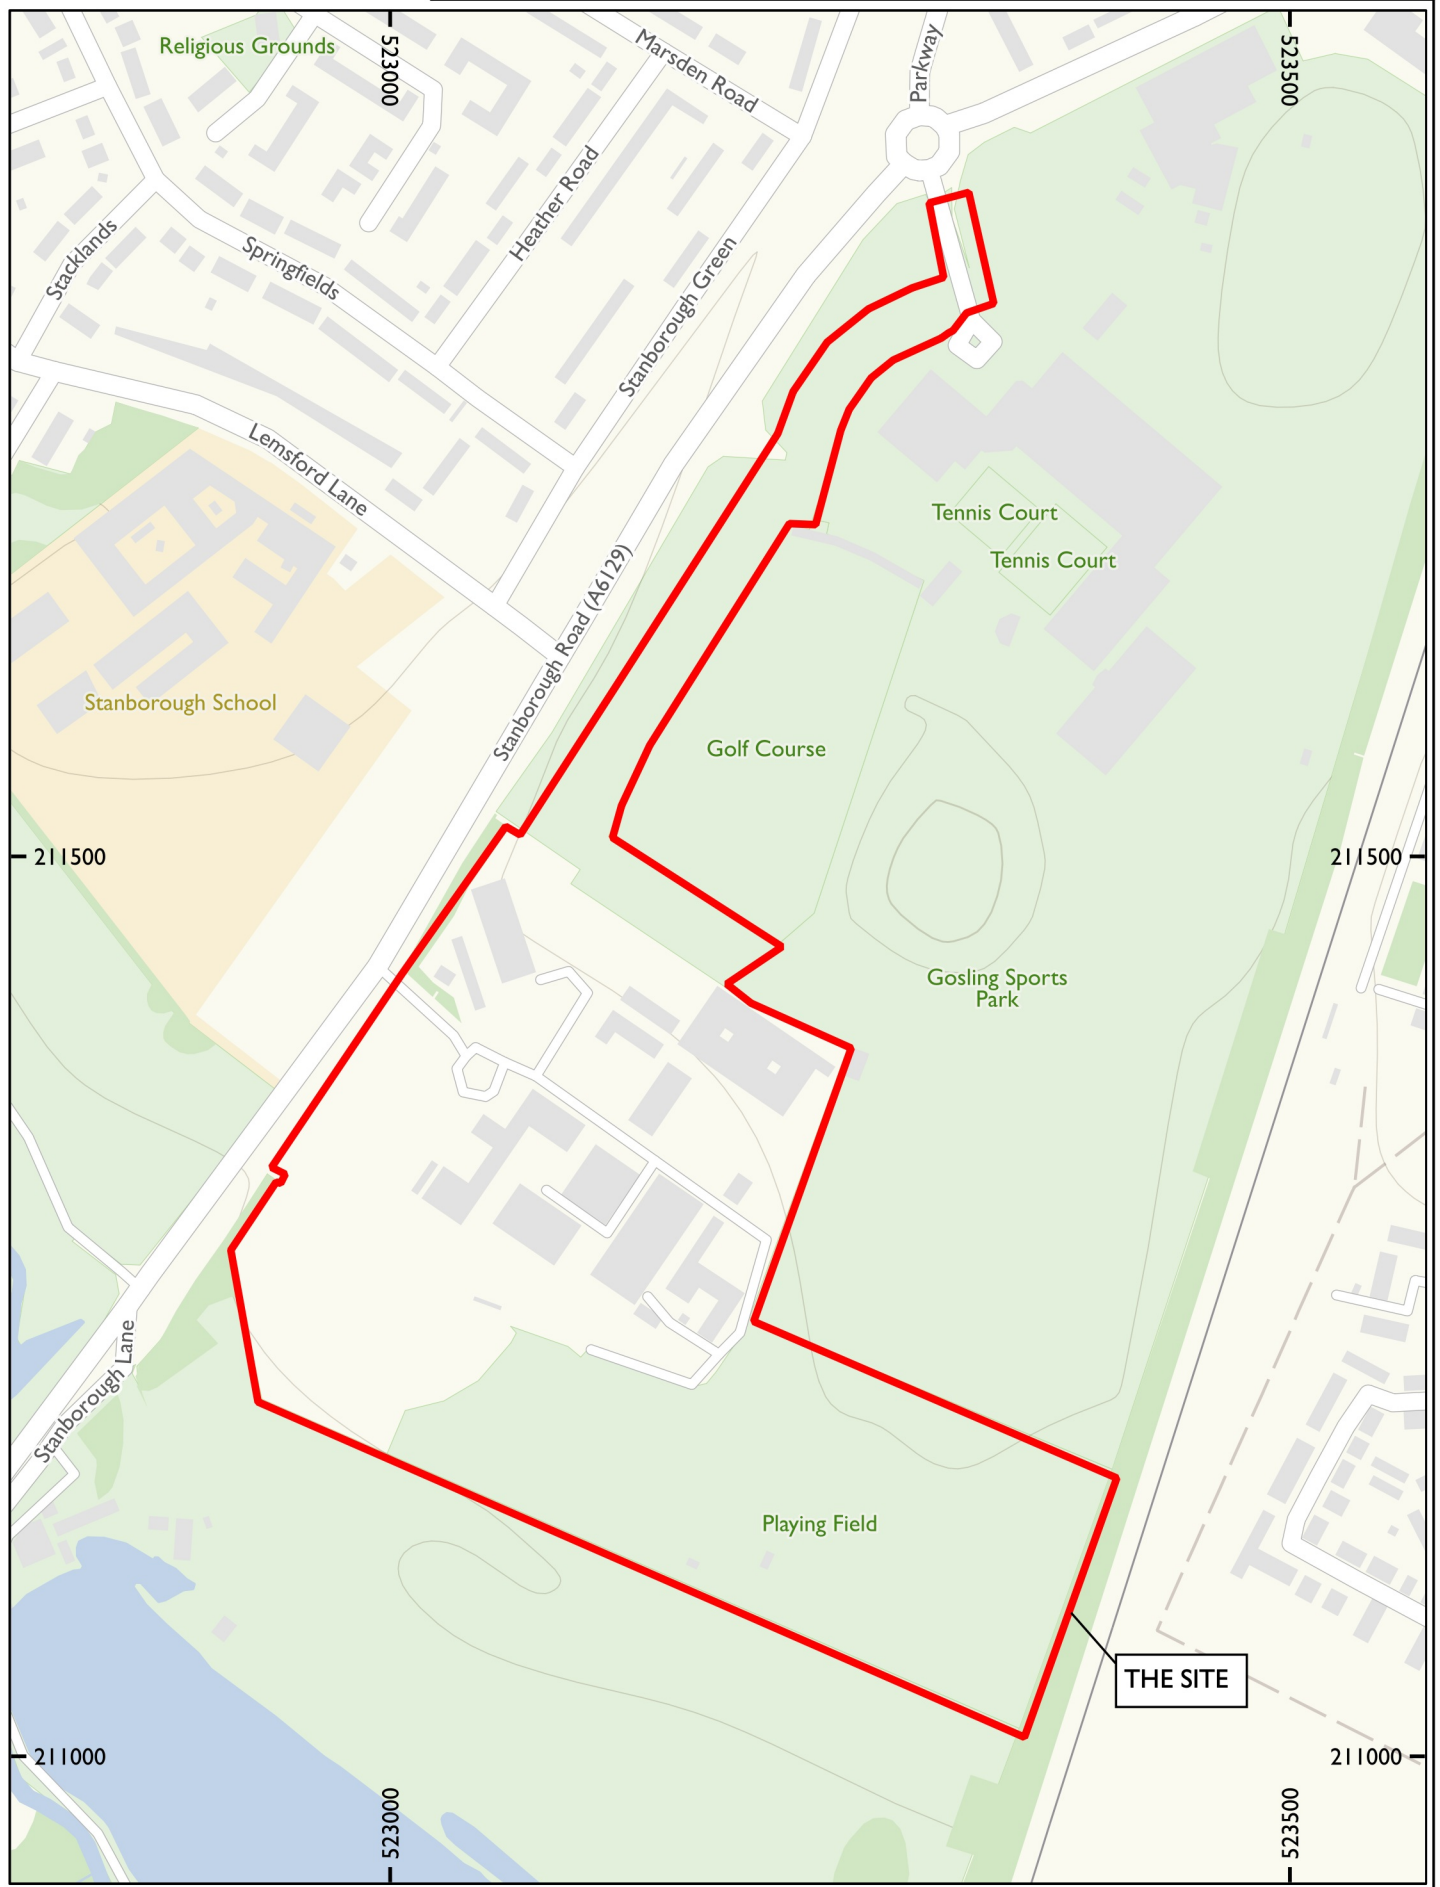 Religious Grounds
523000
Marsden Road
Parkway
523500
Heather Road
Stacklands
Springfields
Stanborough Green
Lemsford Lane
Tennis Court
Tennis Court
Stanborough Road (A6129)
Stanborough School
Golf Course
211500
211500
Gosling Sports
Park
Stanborough Lane
Playing Field
THE SITE
211000
211000
523000
523500